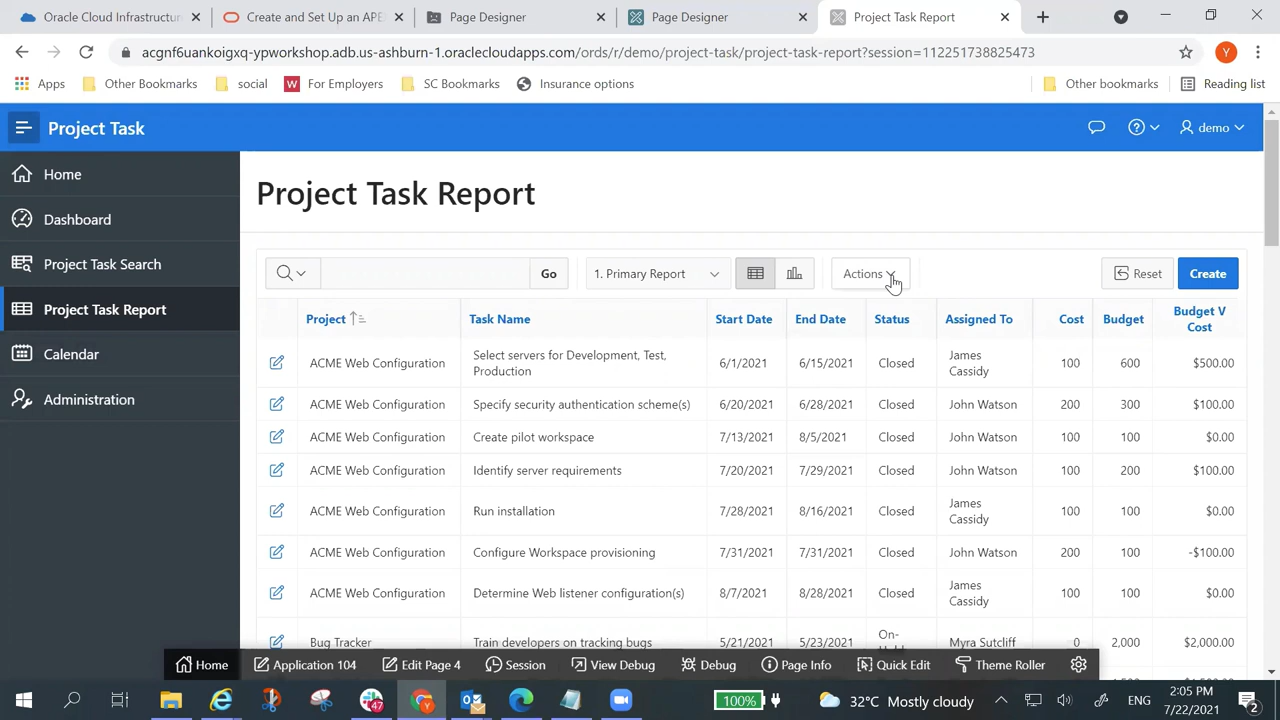 Oracle Cloud Infrastructure
Create and Set Up an APE
Page Designer
Page Designer
Project Task Report
acgnf6uankoigxq-ypworkshop.adb.us-ashburn-1.oraclecloudapps.com/ords/r/demo/project-task/project-task-report?session=112251738825473
Y
Apps
Other Bookmarks
social
W
For Employers
SC Bookmarks
Insurance options
Other bookmarks
Reading list
Project Task
demo
Home
Dashboard
Project Task Search
Project Task Report
Calendar
Administration
Project Task Report
Go
1. Primary Report
Actions
Reset
Create
Project Task Name Start Date End Date Status Assigned To Cost Budget Budget V Cost
ACME Web Configuration Select servers for Development, Test, Production 6/1/2021 6/15/2021 Closed James Cassidy 100 600 $500.00
ACME Web Configuration Specify security authentication scheme(s) 6/20/2021 6/28/2021 Closed John Watson 200 300 $100.00
ACME Web Configuration Create pilot workspace 7/13/2021 8/5/2021 Closed John Watson 100 100 $0.00
ACME Web Configuration Identify server requirements 7/20/2021 7/29/2021 Closed John Watson 100 200 $100.00
ACME Web Configuration Run installation 7/28/2021 8/16/2021 Closed James Cassidy 100 100 $0.00
ACME Web Configuration Configure Workspace provisioning 7/31/2021 7/31/2021 Closed John Watson 200 100 -$100.00
ACME Web Configuration Determine Web listener configuration(s) 8/7/2021 8/28/2021 Closed James Cassidy 100 100 $0.00
Bug Tracker Train developers on tracking bugs 5/21/2021 5/23/2021 On- Myra Sutcliff 0 2,000 $2,000.00
Home
Application 104
Edit Page 4
Session
View Debug
Debug
Page Info
Quick Edit
Theme Roller
47
Y
100%
32°C Mostly cloudy
ENG
2:05 PM
7/22/2021
2